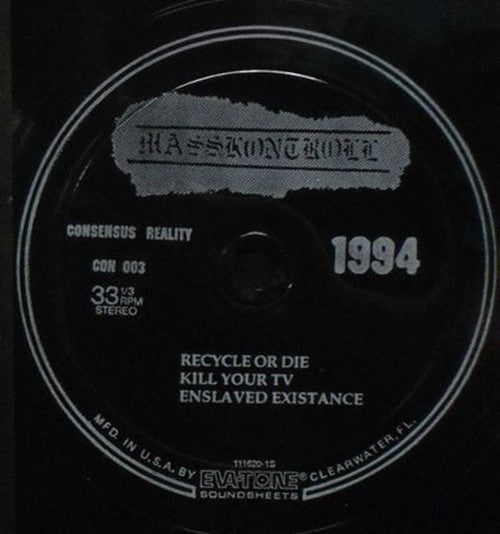 MASSKONTROLL
CONSENSUS REALITY
CON 003
1994
33 1/3 RPM
STEREO
RECYCLE OR DIE
KILL YOUR TV
ENSLAVED EXISTANCE
111620-1S
MFD. IN U.S.A. BY EVA-TONE® CLEARWATER, FL.
SOUNDSHEETS